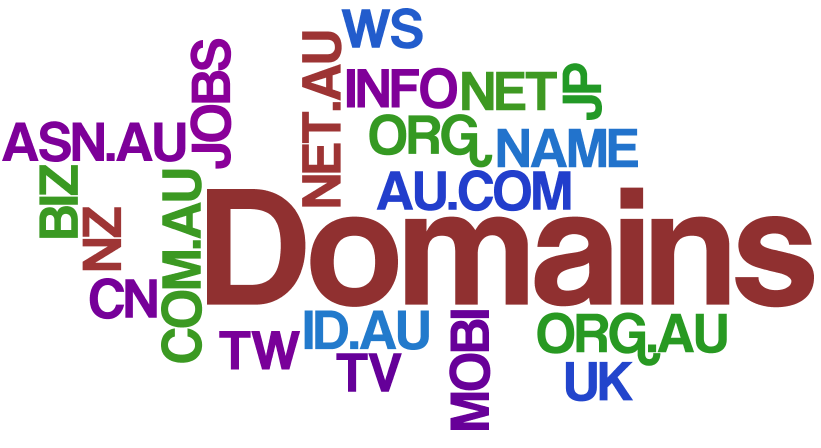 WS
JOBS
NET.AU
INFO
NET
JP
ASN.AU
ORG
NAME
BIZ
NZ
COM.AU
AU.COM
Domains
CN
TW
ID.AU
TV
MOBI
ORG.AU
UK